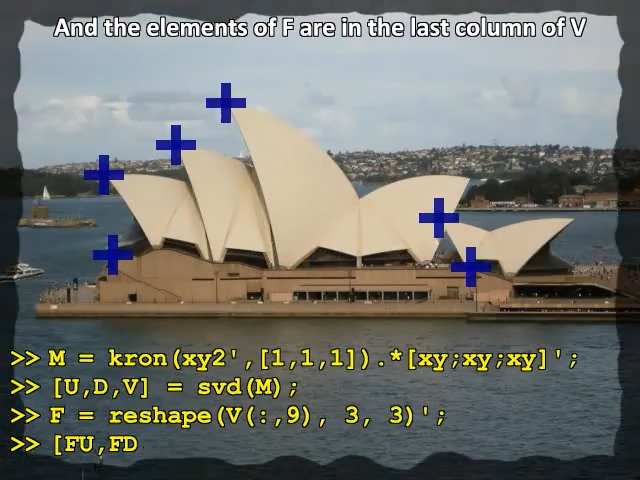 And the elements of F are in the last column of V
>> M = kron(xy2',[1,1,1]).*[xy;xy;xy]';
>> [U,D,V] = svd(M);
>> F = reshape(V(:,9), 3, 3)';
>> [FU,FD